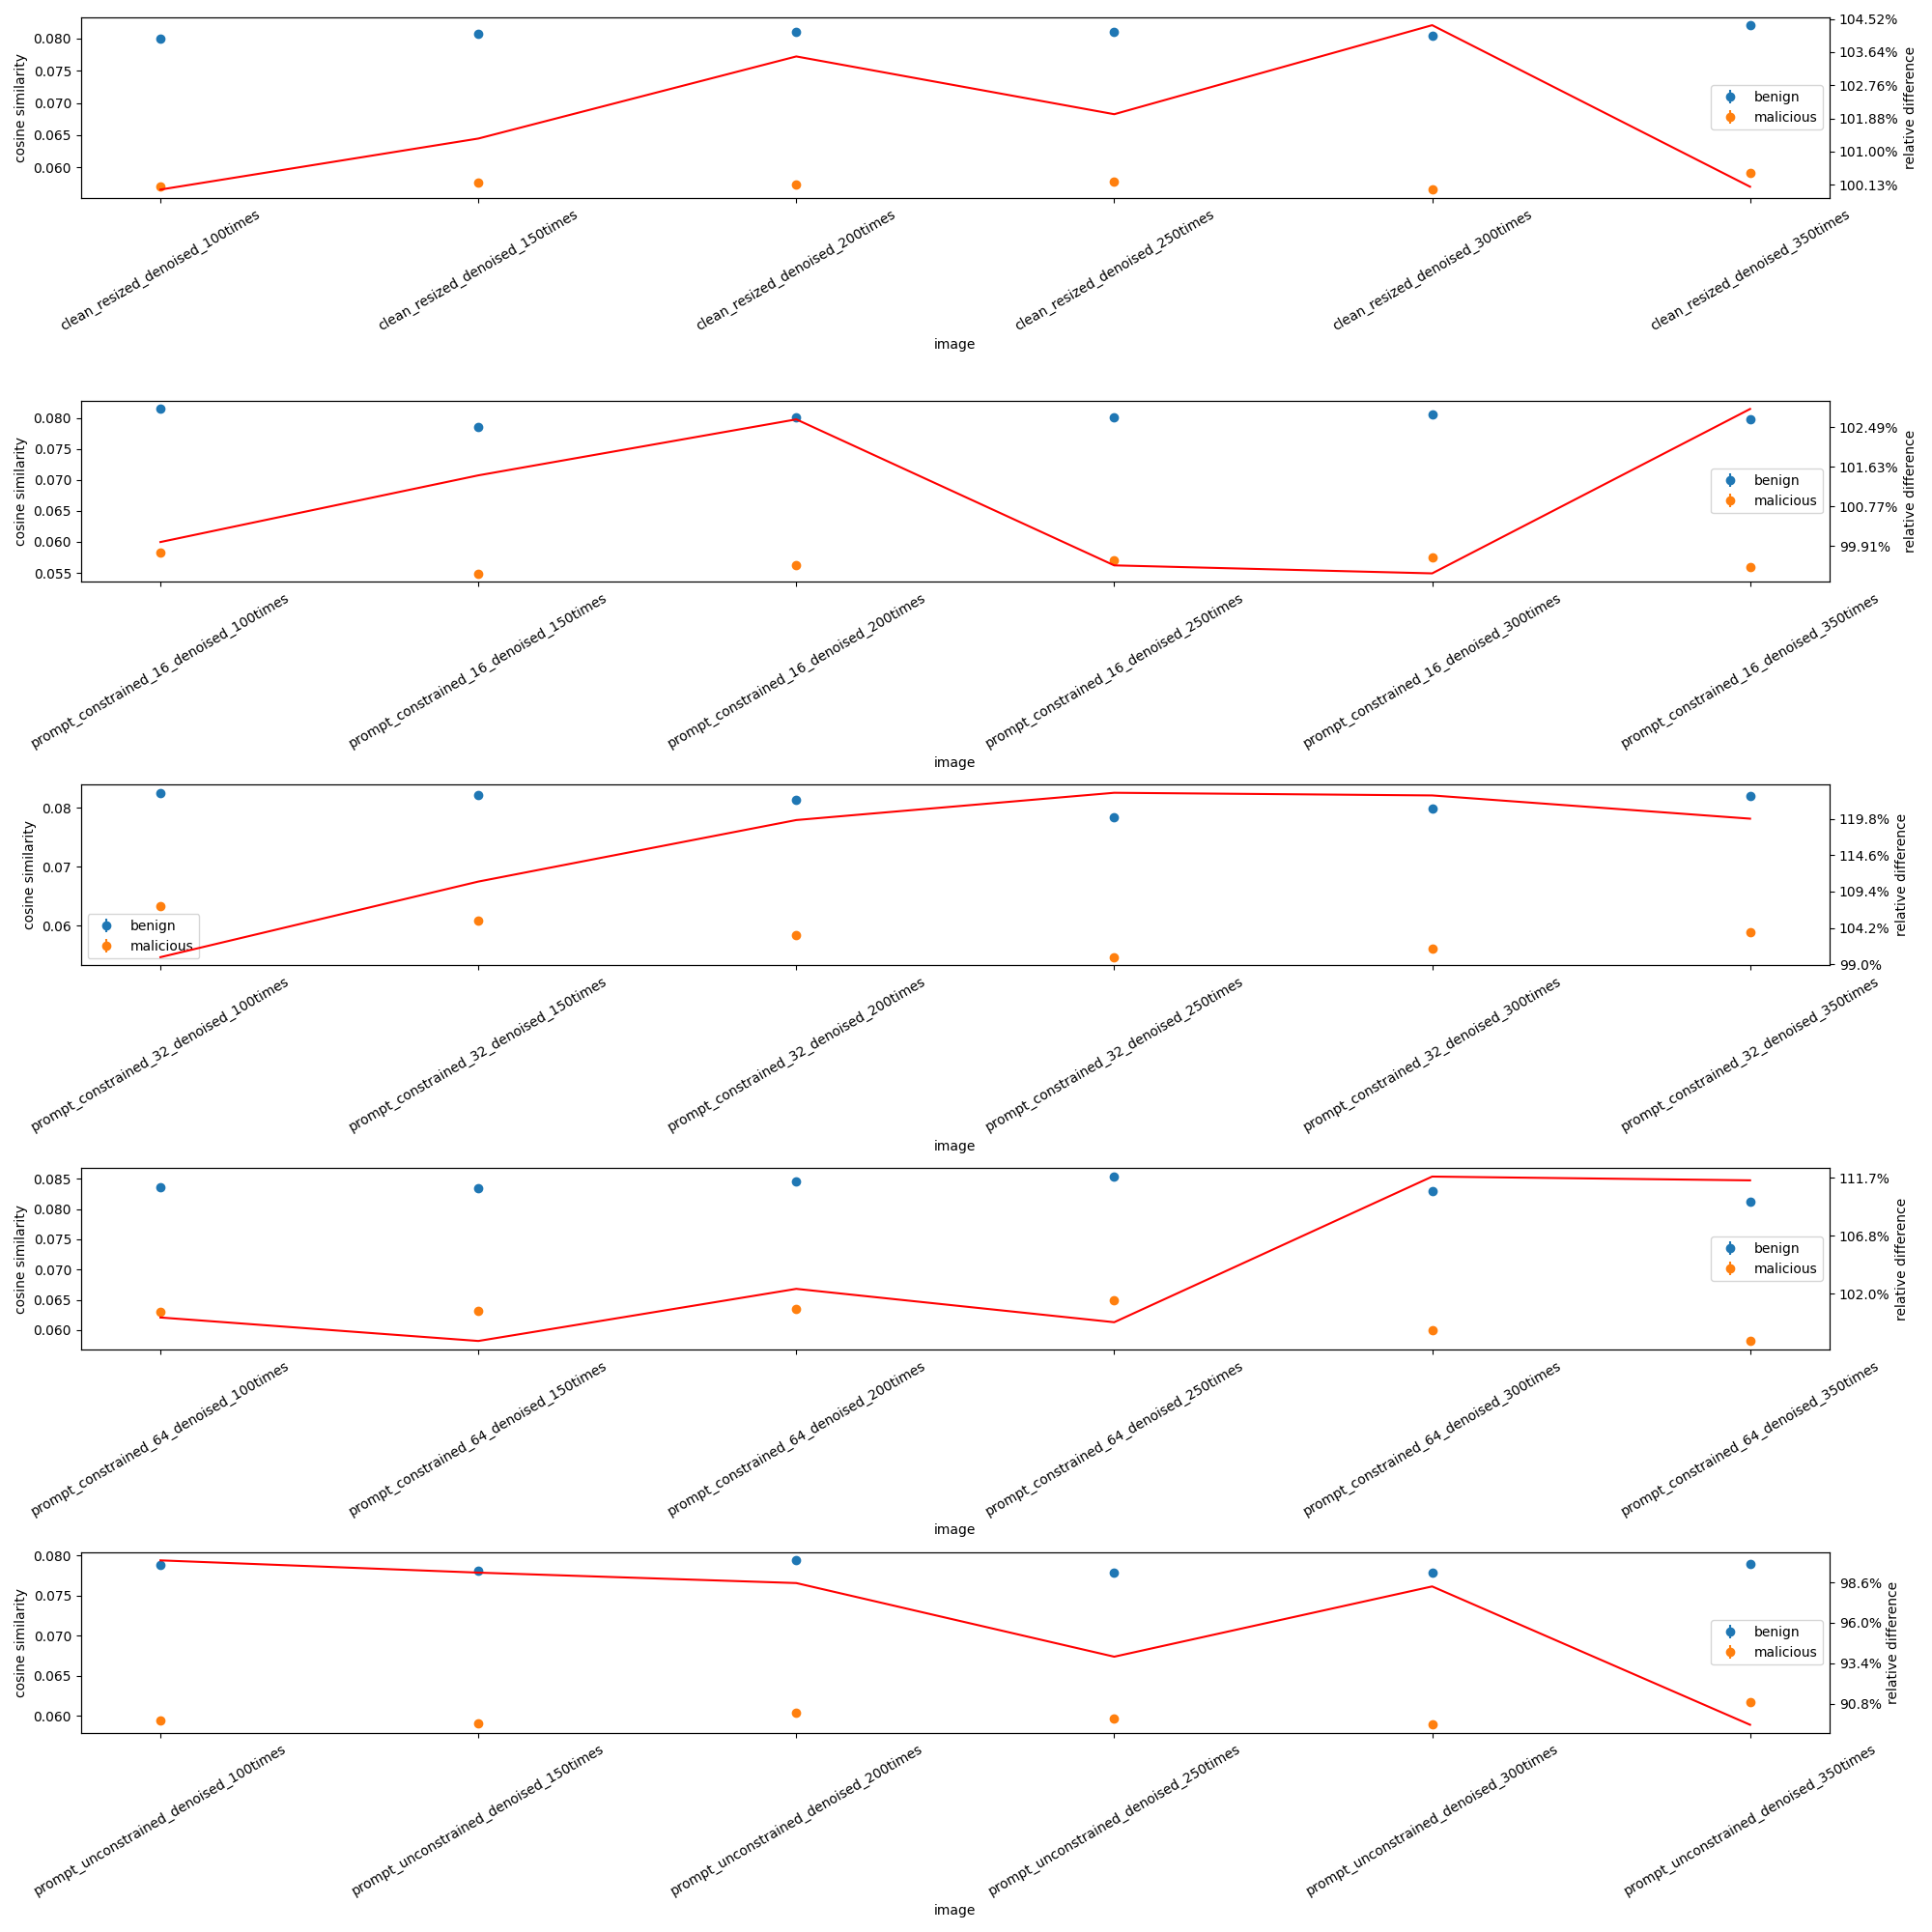 0.080
0.075
0.070
0.065
0.060
cosine similarity
104.52%
103.64%
102.76%
101.88%
101.00%
100.13%
relative difference
benign
malicious
clean_resized_denoised_100times
clean_resized_denoised_150times
clean_resized_denoised_200times
clean_resized_denoised_250times
clean_resized_denoised_300times
clean_resized_denoised_350times
image
0.080
0.075
0.070
0.065
0.060
0.055
cosine similarity
102.49%
101.63%
100.77%
99.91%
relative difference
benign
malicious
prompt_constrained_16_denoised_100times
prompt_constrained_16_denoised_150times
prompt_constrained_16_denoised_200times
prompt_constrained_16_denoised_250times
prompt_constrained_16_denoised_300times
prompt_constrained_16_denoised_350times
image
0.08
0.07
0.06
cosine similarity
119.8%
114.6%
109.4%
104.2%
99.0%
relative difference
benign
malicious
prompt_constrained_32_denoised_100times
prompt_constrained_32_denoised_150times
prompt_constrained_32_denoised_200times
prompt_constrained_32_denoised_250times
prompt_constrained_32_denoised_300times
prompt_constrained_32_denoised_350times
image
0.085
0.080
0.075
0.070
0.065
0.060
cosine similarity
111.7%
106.8%
102.0%
relative difference
benign
malicious
prompt_constrained_64_denoised_100times
prompt_constrained_64_denoised_150times
prompt_constrained_64_denoised_200times
prompt_constrained_64_denoised_250times
prompt_constrained_64_denoised_300times
prompt_constrained_64_denoised_350times
image
0.080
0.075
0.070
0.065
0.060
cosine similarity
98.6%
96.0%
93.4%
90.8%
relative difference
benign
malicious
prompt_unconstrained_denoised_100times
prompt_unconstrained_denoised_150times
prompt_unconstrained_denoised_200times
prompt_unconstrained_denoised_250times
prompt_unconstrained_denoised_300times
prompt_unconstrained_denoised_350times
image